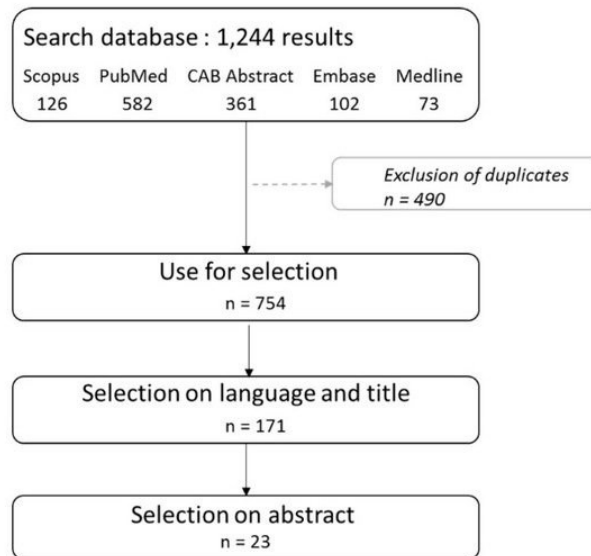 Search database : 1,244 results
Scopus PubMed CAB Abstract Embase Medline
126 582 361 102 73
Exclusion of duplicates
n = 490
Use for selection
n = 754
Selection on language and title
n = 171
Selection on abstract
n = 23